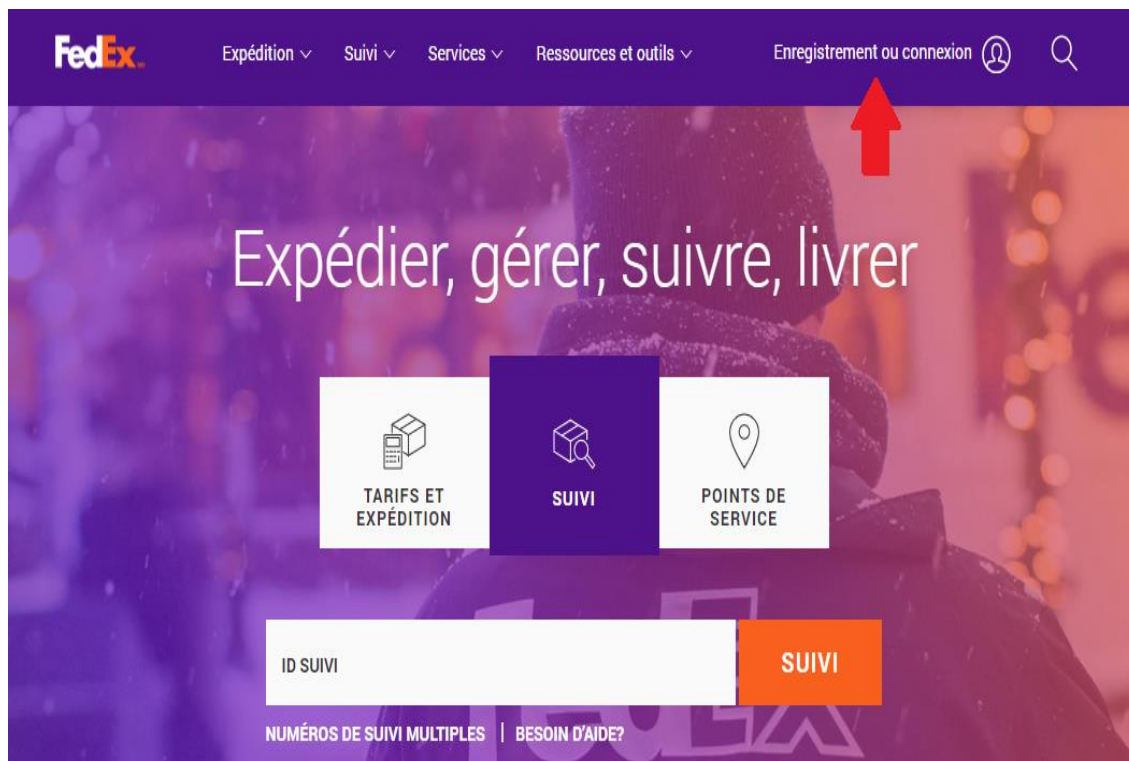 FedEx.
Expédition
Suivi
Services
Ressources et outils
Enregistrement ou connexion
Expédier, gérer, suivre, livrer
TARIFS ET
EXPÉDITION
SUIVI
POINTS DE
SERVICE
ID SUIVI
SUIVI
NUMÉROS DE SUIVI MULTIPLES | BESOIN D'AIDE?
FedEx